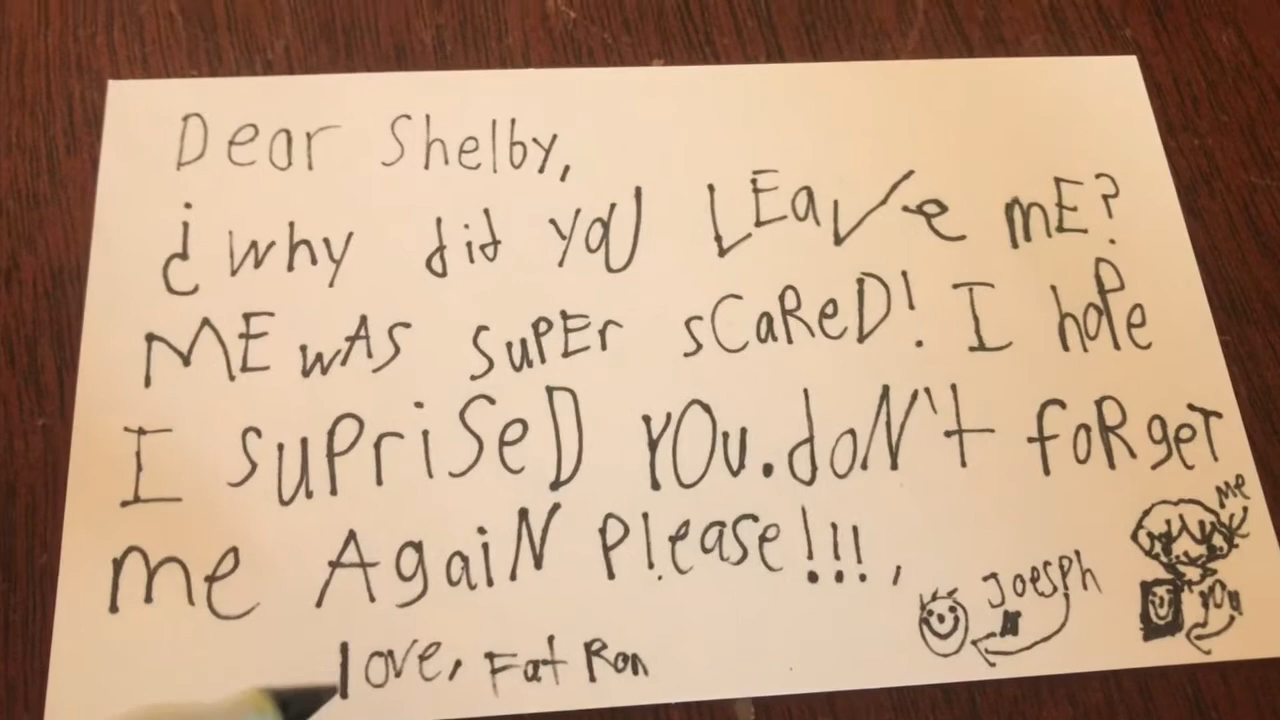 Dear Shelby,
¿why did you LEave mE?
MEwAS SuPEr sCaReD! I hoPe
I suPriSeD YOu.doN't foRgeT
me AgaiN Please!!!,
love, Fat Ron
JOesph
Me
YOU